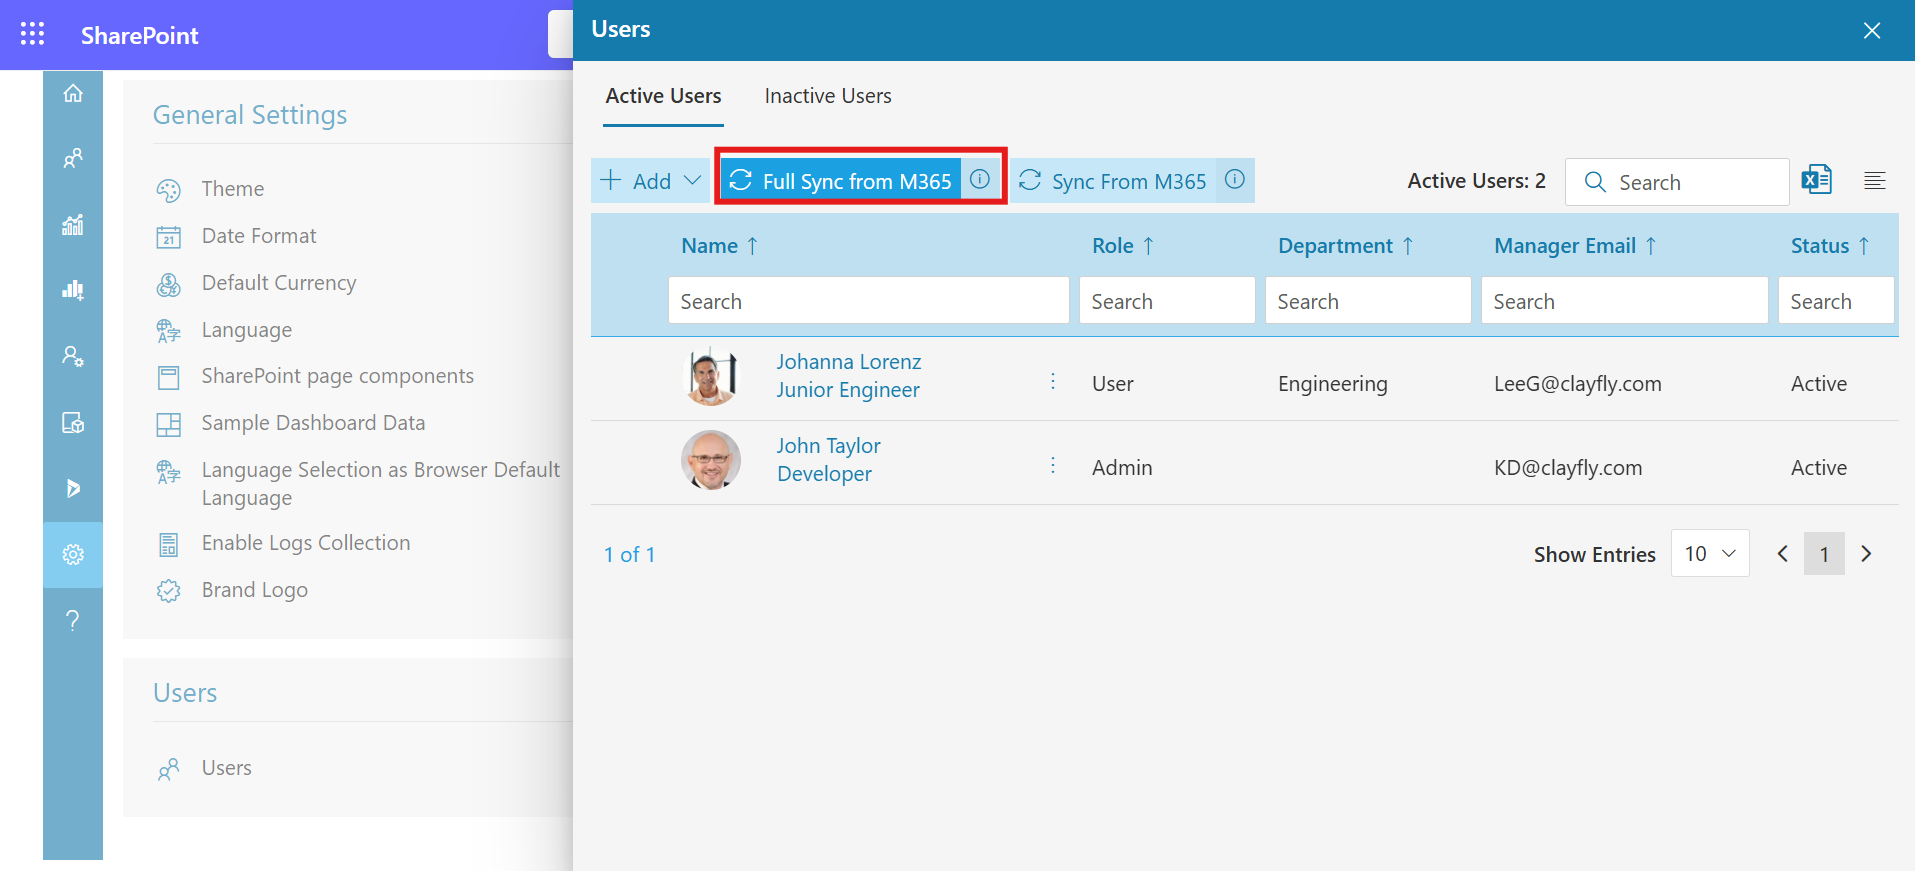 SharePoint
General Settings
Theme
Date Format
Default Currency
Language
SharePoint page components
Sample Dashboard Data
Language Selection as Browser Default
Language
Enable Logs Collection
Brand Logo
Users
Users
Users
Active Users Inactive Users
Add Full Sync from M365 Sync From M365 Active Users: 2 Search
Name Role Department Manager Email Status
Search Search Search Search Search
Johanna Lorenz
Junior Engineer
User Engineering LeeG@clayfly.com Active
John Taylor
Developer
Admin KD@clayfly.com Active
1 of 1 Show Entries 10 1